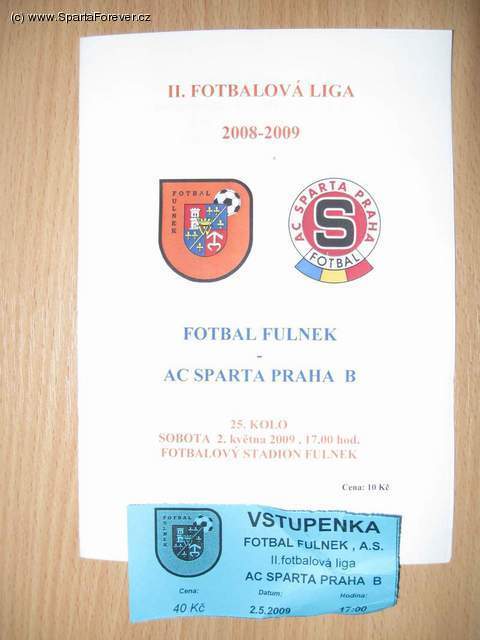 (c) www.SpartaForever.cz
II. FOTBALOVÁ LIGA
2008-2009
FOTBAL
FULNEK
AC SPARTA PRAHA
S
FOTBAL
FOTBAL FULNEK
-
AC SPARTA PRAHA B
25. KOLO
SOBOTA 2. května 2009 , 17.00 hod.
FOTBALOVÝ STADION FULNEK
Cena: 10 Kč
VSTUPENKA
FOTBAL FULNEK , A.S.
II.fotbalová liga
AC SPARTA PRAHA B
Cena: Datum: Hodina:
40 Kč 2.5.2009 17:00